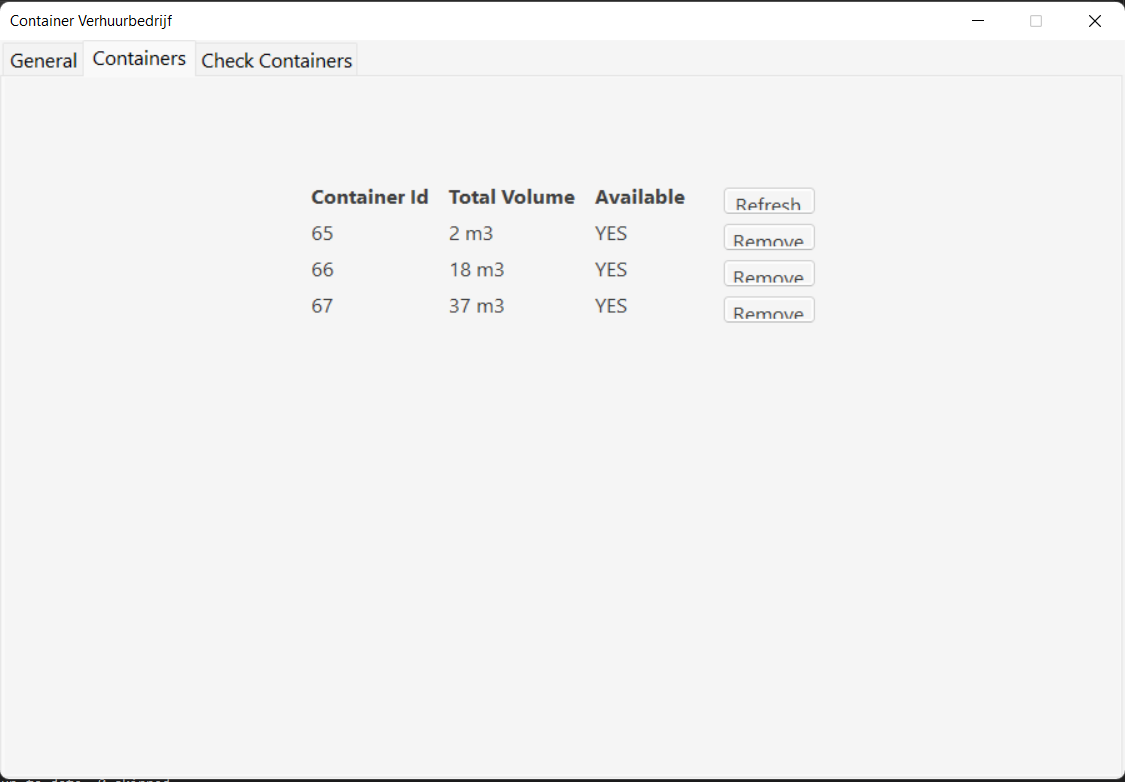 Container Verhuurbedrijf
General Containers Check Containers
Container Id Total Volume Available Refresh
65 2 m3 YES Remove
66 18 m3 YES Remove
67 37 m3 YES Remove